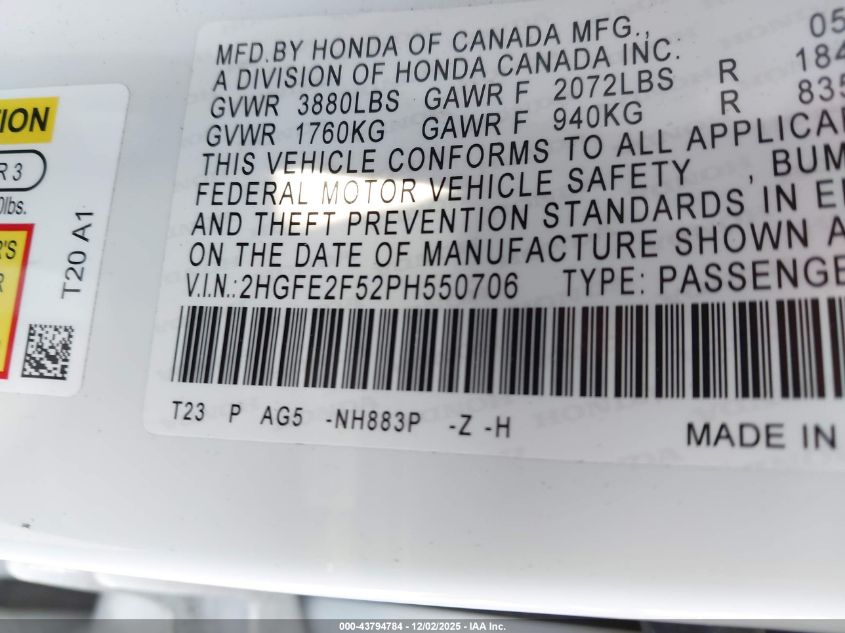 TION
R 3
0lbs.
'S
R
T20 A1
MFD.BY HONDA OF CANADA MFG., 05
A DIVISION OF HONDA CANADA INC.
GVWR 3880LBS GAWR F 2072LBS R 184
GVWR 1760KG GAWR F 940KG R 835
THIS VEHICLE CONFORMS TO ALL APPLICA
FEDERAL MOTOR VEHICLE SAFETY , BUM
AND THEFT PREVENTION STANDARDS IN E
ON THE DATE OF MANUFACTURE SHOWN A
V.I.N.:2HGFE2F52PH550706 TYPE: PASSENGE
T23 P AG5 -NH883P -Z -H
MADE IN
000-43794784 - 12/02/2025 - IAA Inc.